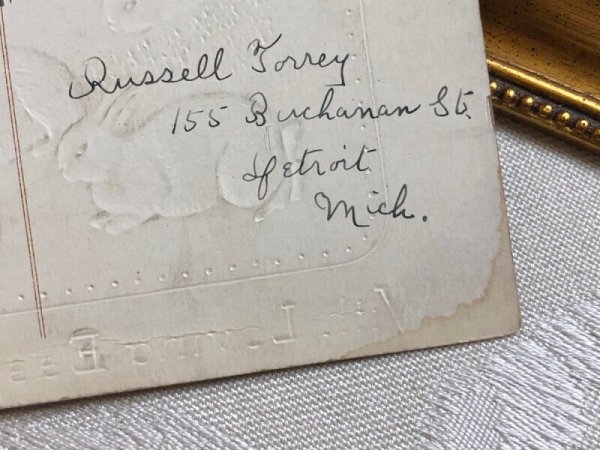 Russell Torrey
155 Buchanan St.
Detroit
Mich.